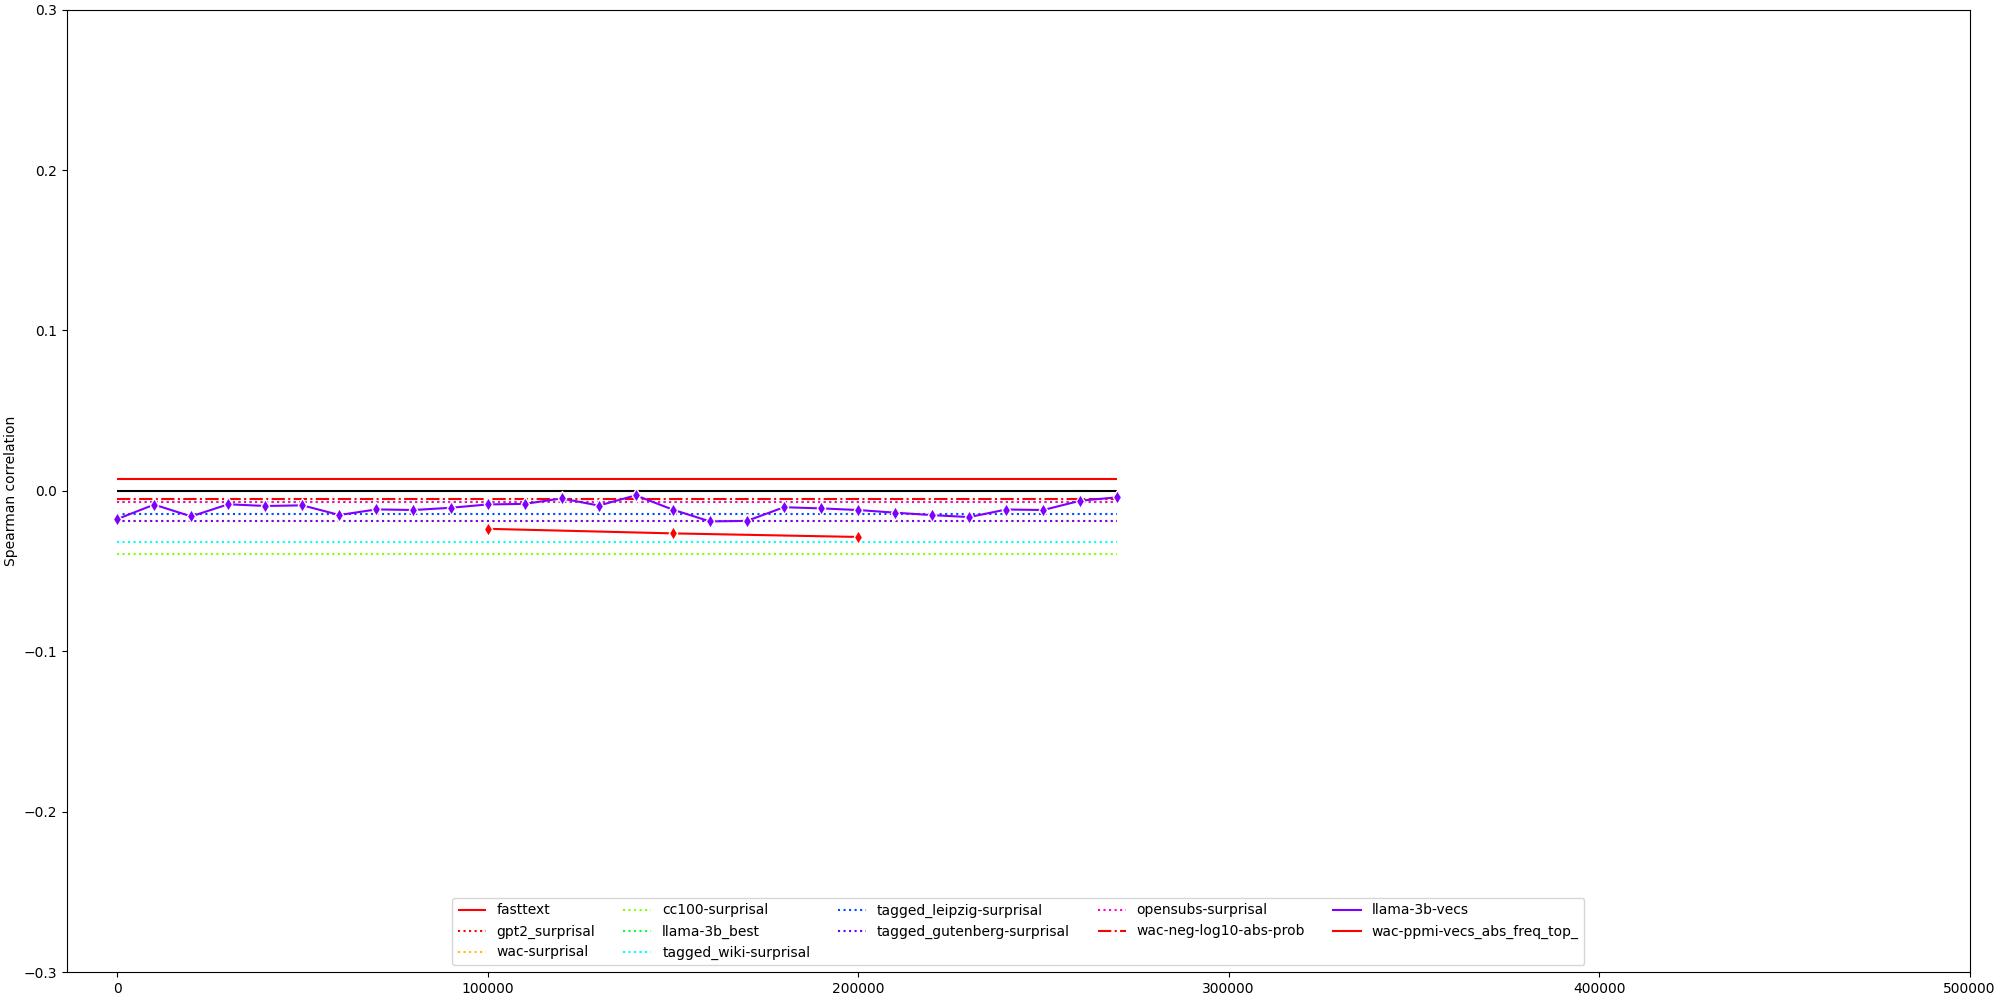 0.3
0.2
0.1
0.0
−0.1
−0.2
−0.3
Spearman correlation
0 100000 200000 300000 400000 500000
fasttext
gpt2_surprisal
wac-surprisal
cc100-surprisal
llama-3b_best
tagged_wiki-surprisal
tagged_leipzig-surprisal
tagged_gutenberg-surprisal
opensubs-surprisal
wac-neg-log10-abs-prob
llama-3b-vecs
wac-ppmi-vecs_abs_freq_top_